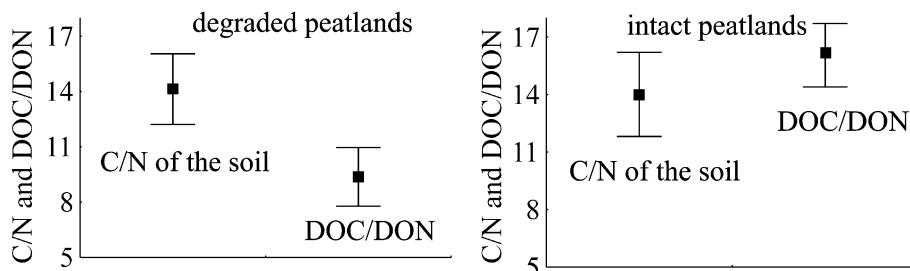 degraded peatlands
C/N and DOC/DON
17
14
11
8
5
C/N of the soil
DOC/DON
intact peatlands
C/N and DOC/DON
17
14
11
8
5
C/N of the soil
DOC/DON